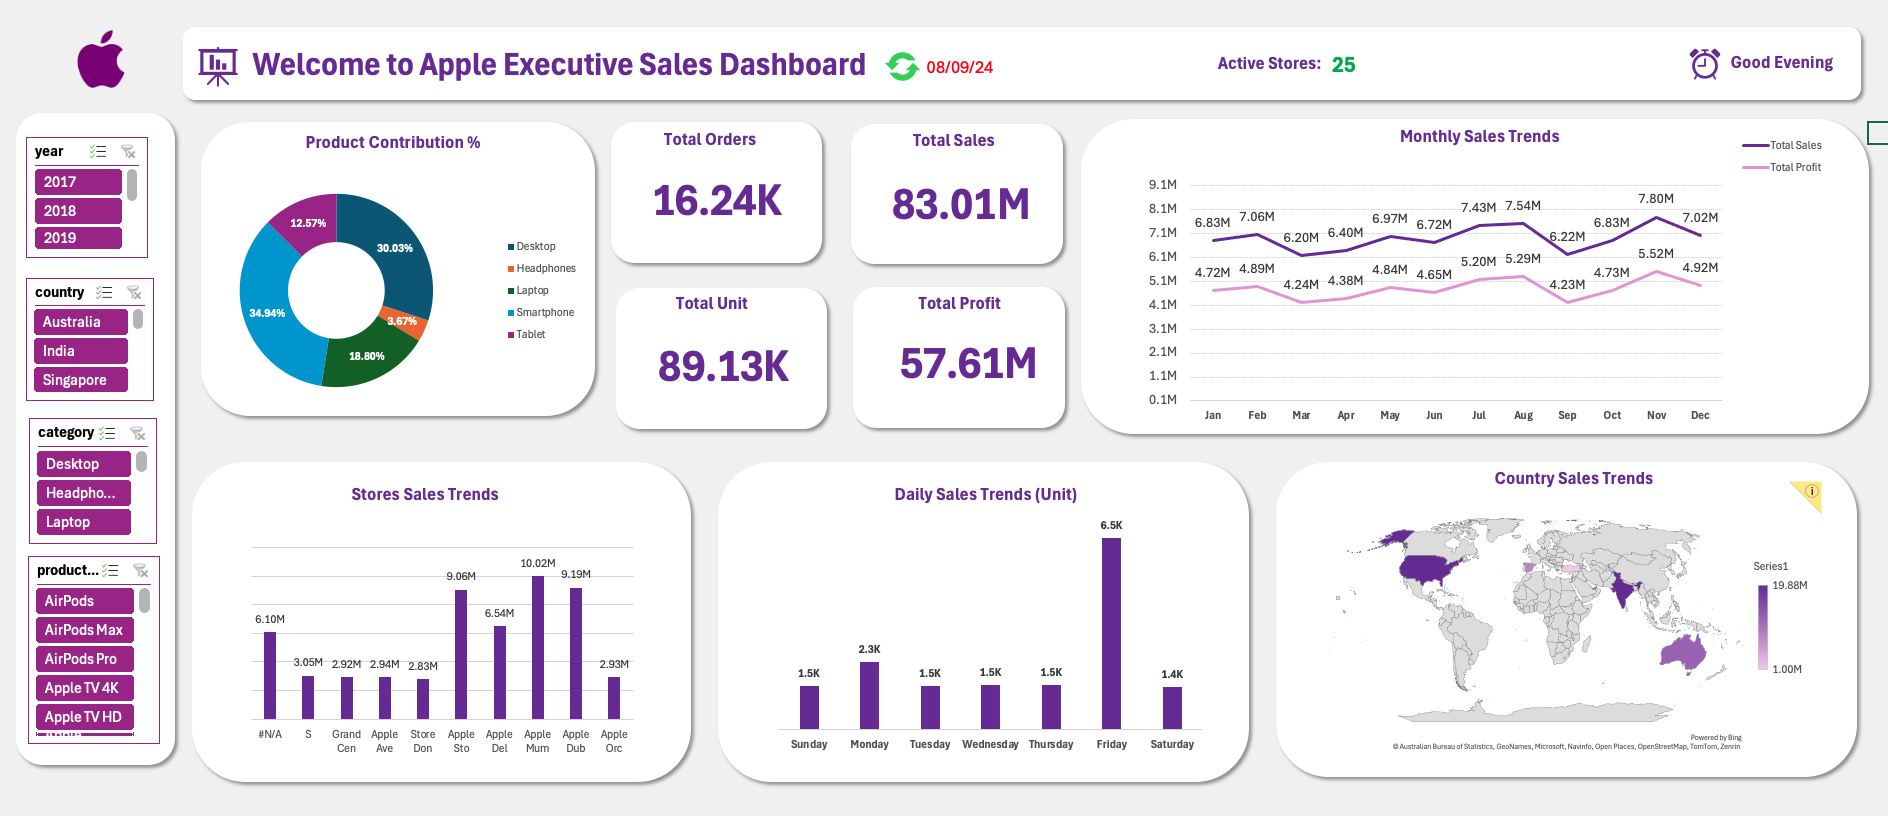 Welcome to Apple Executive Sales Dashboard
08/09/24
Active Stores: 25
Good Evening
year
2017
2018
2019
country
Australia
India
Singapore
category
Desktop
Headpho...
Laptop
product...
AirPods
AirPods Max
AirPods Pro
Apple TV 4K
Apple TV HD
Product Contribution %
12.57%
30.03%
34.94%
3.67%
18.80%
Desktop
Headphones
Laptop
Smartphone
Tablet
Total Orders
16.24K
Total Sales
83.01M
Total Unit
89.13K
Total Profit
57.61M
Monthly Sales Trends
Total Sales
Total Profit
9.1M
8.1M
7.1M
6.1M
5.1M
4.1M
3.1M
2.1M
1.1M
0.1M
6.83M 7.06M 6.20M 6.40M 6.97M 6.72M 7.43M 7.54M 6.22M 6.83M 7.80M 7.02M
4.72M 4.89M 4.24M 4.38M 4.84M 4.65M 5.20M 5.29M 4.23M 4.73M 5.52M 4.92M
Jan Feb Mar Apr May Jun Jul Aug Sep Oct Nov Dec
Stores Sales Trends
6.10M 3.05M 2.92M 2.94M 2.83M 9.06M 6.54M 10.02M 9.19M 2.93M
#N/A S Grand Apple Store Apple Apple Apple Apple Apple
Cen Ave Don Sto Del Mum Dub Orc
Daily Sales Trends (Unit)
1.5K 2.3K 1.5K 1.5K 1.5K 6.5K 1.4K
Sunday Monday Tuesday Wednesday Thursday Friday Saturday
Country Sales Trends
i
Series1
19.88M
1.00M
Powered by Bing
© Australian Bureau of Statistics, GeoNames, Microsoft, Navinfo, Open Places, OpenStreetMap, TomTom, Zenrin